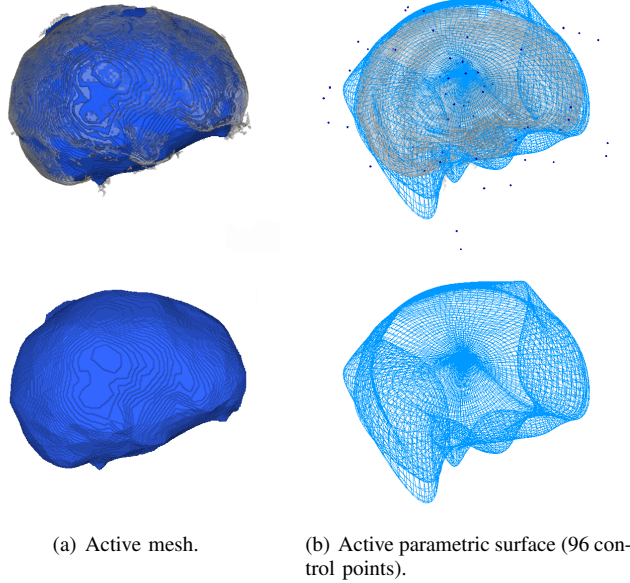 (a) Active mesh.
(b) Active parametric surface (96 con-
trol points).